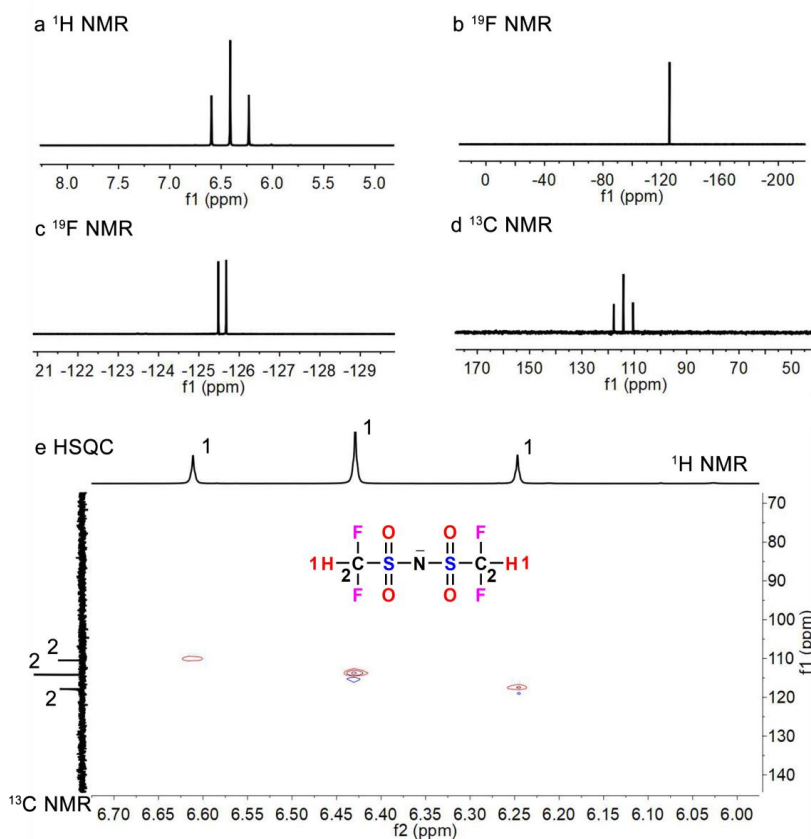 a ¹H NMR
8.0 7.5 7.0 6.5 6.0 5.5 5.0
f1 (ppm)
b ¹⁹F NMR
0 -40 -80 -120 -160 -200
f1 (ppm)
c ¹⁹F NMR
21 -122 -123 -124 -125 -126 -127 -128 -129
f1 (ppm)
d ¹³C NMR
170 150 130 110 90 70 50
f1 (ppm)
e HSQC
1
1
1
¹H NMR
F O O F
1H C S N̄ S C H1
2 2
F O O F
2
2
2
70
80
90
100
110
120
130
140
f1 (ppm)
¹³C NMR
6.70 6.65 6.60 6.55 6.50 6.45 6.40 6.35 6.30 6.25 6.20 6.15 6.10 6.05 6.00
f2 (ppm)